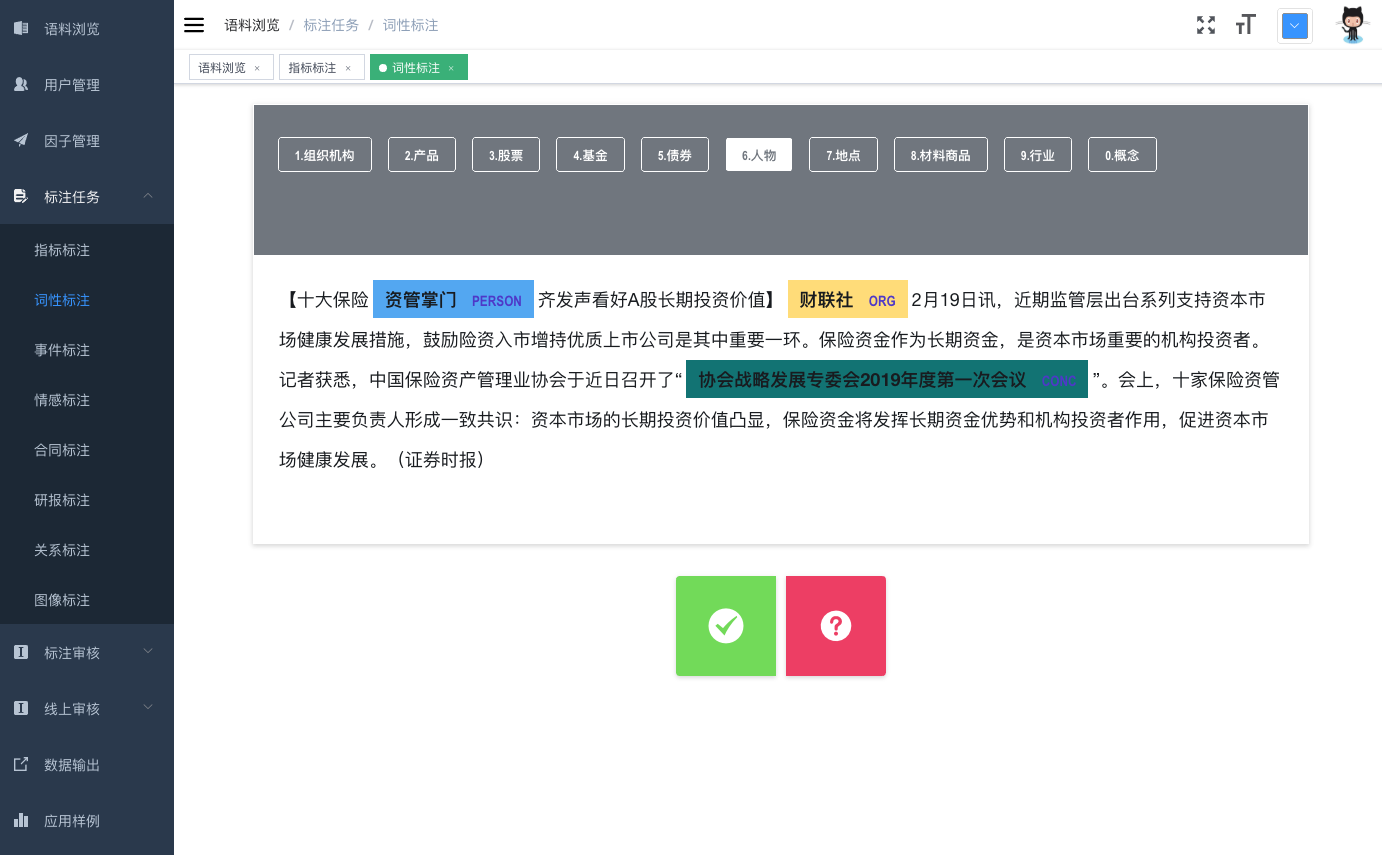 语料浏览
用户管理
因子管理
标注任务
指标标注
词性标注
事件标注
情感标注
合同标注
研报标注
关系标注
图像标注
标注审核
线上审核
数据输出
应用样例
语料浏览 / 标注任务 / 词性标注
语料浏览 × 指标标注 × 词性标注 ×
1.组织机构 2.产品 3.股票 4.基金 5.债券 6.人物 7.地点 8.材料商品 9.行业 0.概念
【十大保险 资管掌门 PERSON 齐发声看好A股长期投资价值】 财联社 ORG 2月19日讯，近期监管层出台系列支持资本市
场健康发展措施，鼓励险资入市增持优质上市公司是其中重要一环。保险资金作为长期资金，是资本市场重要的机构投资者。
记者获悉，中国保险资产管理业协会于近日召开了“ 协会战略发展专委会2019年度第一次会议 CONC ”。会上，十家保险资管
公司主要负责人形成一致共识：资本市场的长期投资价值凸显，保险资金将发挥长期资金优势和机构投资者作用，促进资本市
场健康发展。（证券时报）